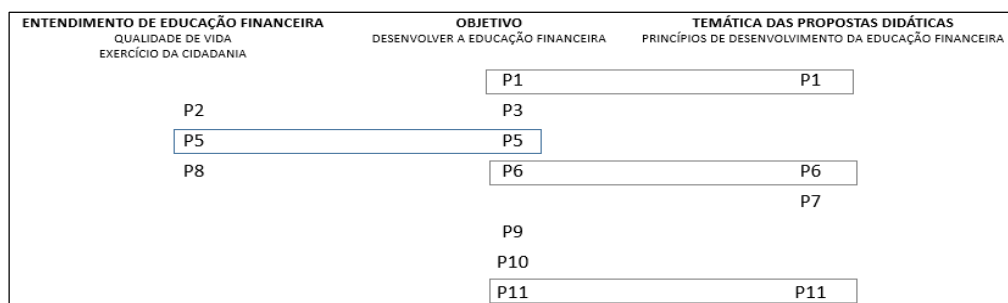 ENTENDIMENTO DE EDUCAÇÃO FINANCEIRA OBJETIVO TEMÁTICA DAS PROPOSTAS DIDÁTICAS
QUALIDADE DE VIDA DESENVOLVER A EDUCAÇÃO FINANCEIRA PRINCÍPIOS DE DESENVOLVIMENTO DA EDUCAÇÃO FINANCEIRA
EXERCÍCIO DA CIDADANIA
P1 P1
P2 P3
P5 P5
P8 P6 P6
P7
P9
P10
P11 P11